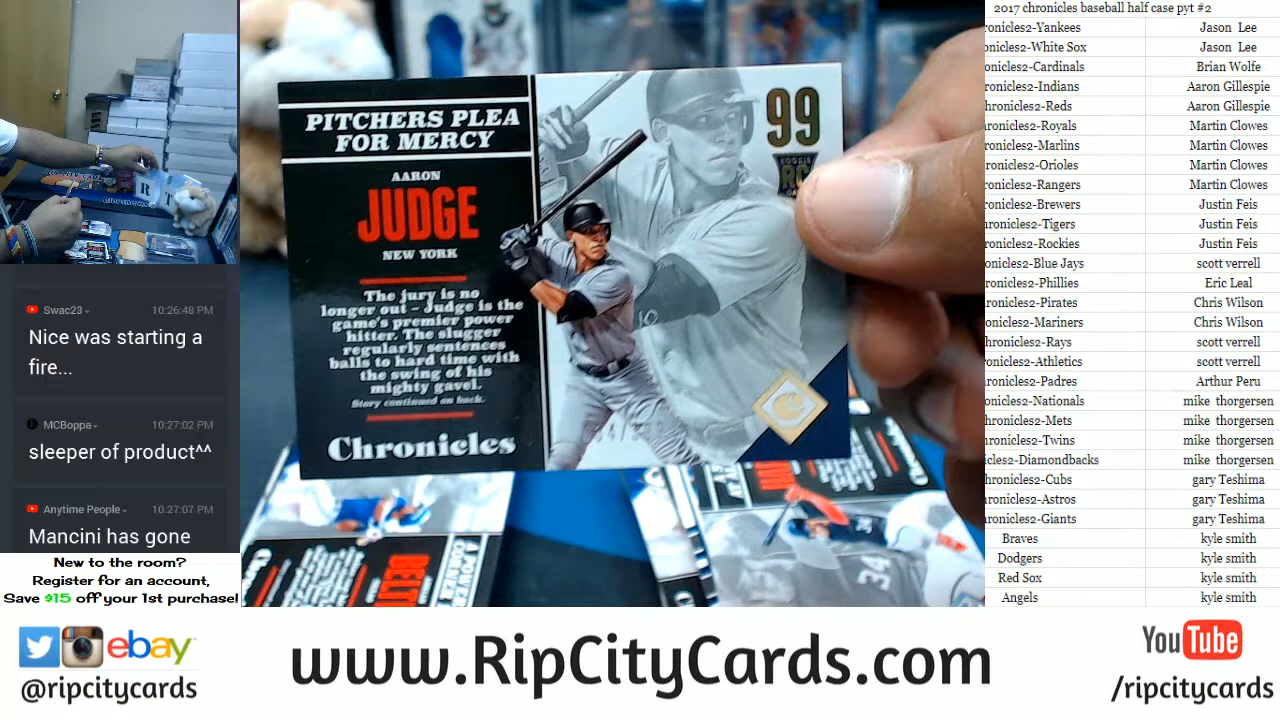 Swac23
10:26:48 PM
Nice was starting a
fire...
MCBoppa
10:27:02 PM
sleeper of product^^
Anytime People
10:27:07 PM
Mancini has gone
New to the room?
Register for an account,
Save $15 off your 1st purchase!
PITCHERS PLEA
FOR MERCY
AARON
JUDGE
NEW YORK
The jury is no
longer out – Judge is the
game's premier power
hitter. The slugger
regularly sentences
balls to hard time with
the swing of his
mighty gavel.
Story continued on back.
Chronicles
99
ROOKIE
RC
34
A POWER
2017 chronicles baseball half case pyt #2
ronicles2-Yankees Jason Lee
onicles2-White Sox Jason Lee
onicles2-Cardinals Brian Wolfe
ronicles2-Indians Aaron Gillespie
hronicles2-Reds Aaron Gillespie
ronicles2-Royals Martin Clowes
ronicles2-Marlins Martin Clowes
ronicles2-Orioles Martin Clowes
ronicles2-Rangers Martin Clowes
ronicles2-Brewers Justin Feis
ronicles2-Tigers Justin Feis
ronicles2-Rockies Justin Feis
onicles2-Blue Jays scott verrell
onicles2-Phillies Eric Leal
ronicles2-Pirates Chris Wilson
onicles2-Mariners Chris Wilson
hronicles2-Rays scott verrell
onicles2-Athletics scott verrell
ronicles2-Padres Arthur Peru
onicles2-Nationals mike thorgersen
hronicles2-Mets mike thorgersen
ronicles2-Twins mike thorgersen
icles2-Diamondbacks mike thorgersen
hronicles2-Cubs gary Teshima
ronicles2-Astros gary Teshima
ronicles2-Giants gary Teshima
Braves kyle smith
Dodgers kyle smith
Red Sox kyle smith
Angels kyle smith
ebay
@ripcitycards
www.RipCityCards.com
YouTube
/ripcitycards